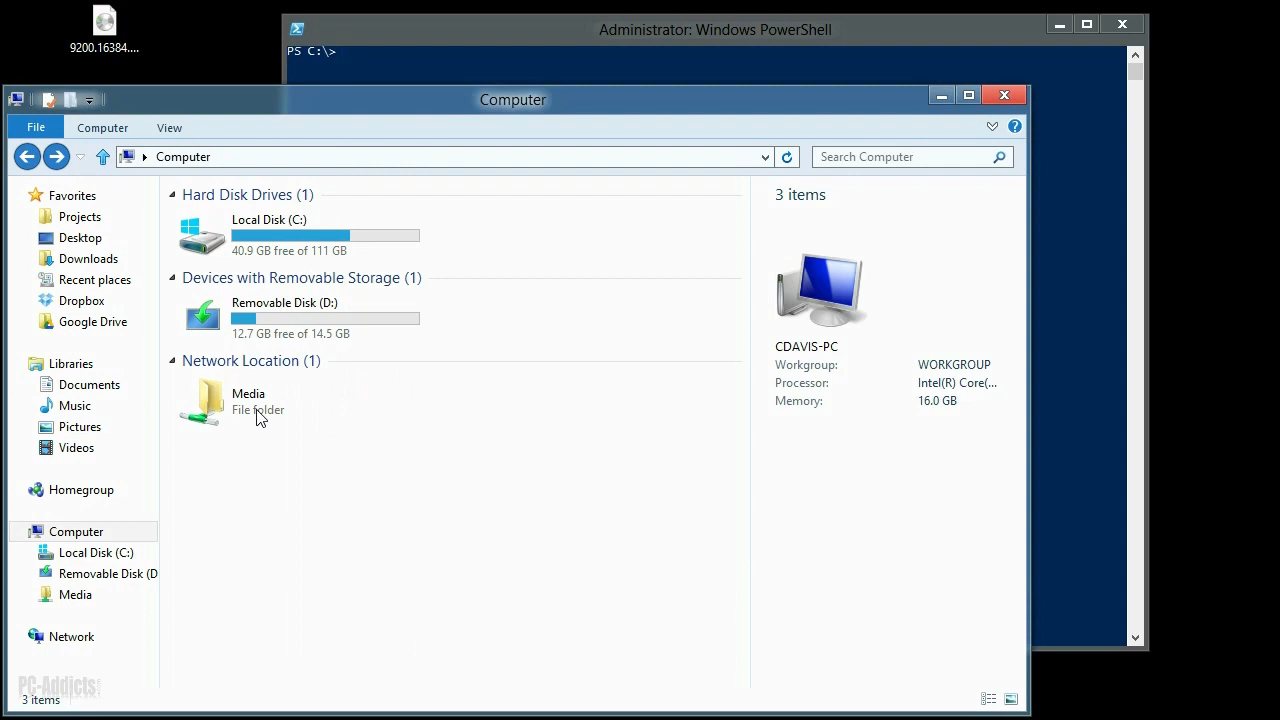 9200.16384....
Administrator: Windows PowerShell
PS C:\>
Computer
File
Computer
View
Computer
Search Computer
Favorites
Projects
Desktop
Downloads
Recent places
Dropbox
Google Drive
Libraries
Documents
Music
Pictures
Videos
Homegroup
Computer
Local Disk (C:)
Removable Disk (D
Media
Network
Hard Disk Drives (1)
Local Disk (C:)
40.9 GB free of 111 GB
Devices with Removable Storage (1)
Removable Disk (D:)
12.7 GB free of 14.5 GB
Network Location (1)
Media
File folder
3 items
CDAVIS-PC
Workgroup: WORKGROUP
Processor: Intel(R) Core(...
Memory: 16.0 GB
PC-Addicts
3 items